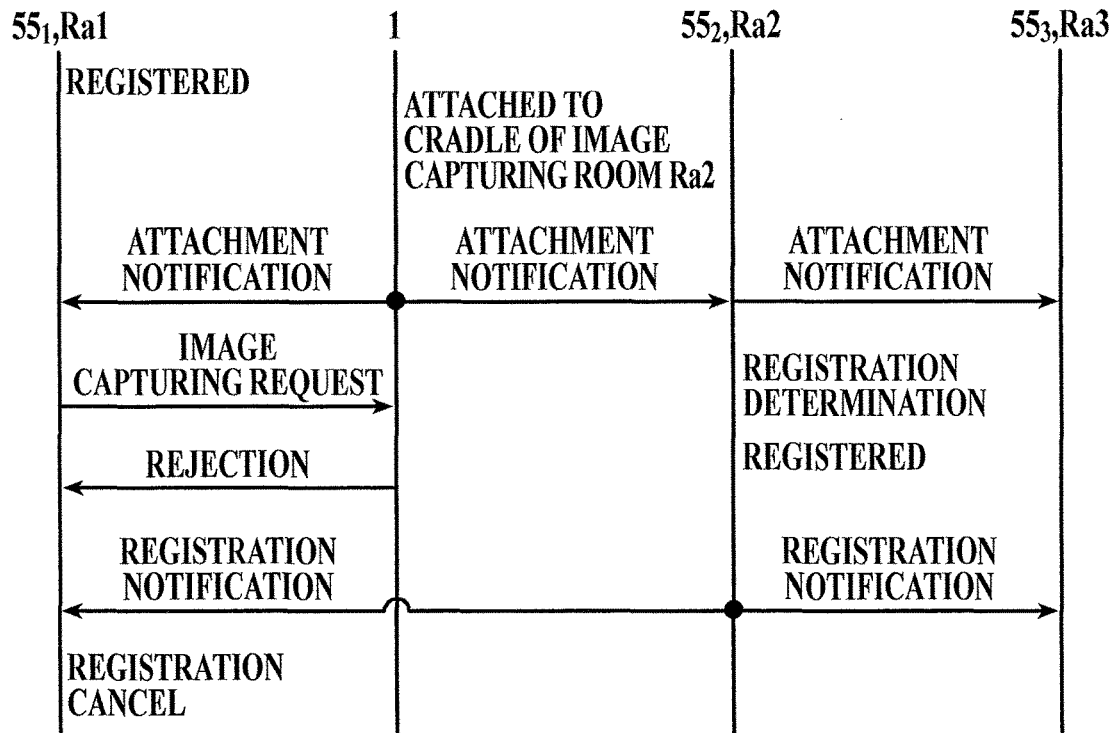 55₁,Ra1 1 55₂,Ra2 55₃,Ra3
REGISTERED
ATTACHED TO
CRADLE OF IMAGE
CAPTURING ROOM Ra2
ATTACHMENT
NOTIFICATION
ATTACHMENT
NOTIFICATION
ATTACHMENT
NOTIFICATION
IMAGE
CAPTURING REQUEST
REGISTRATION
DETERMINATION
REJECTION
REGISTERED
REGISTRATION
NOTIFICATION
REGISTRATION
NOTIFICATION
REGISTRATION
CANCEL